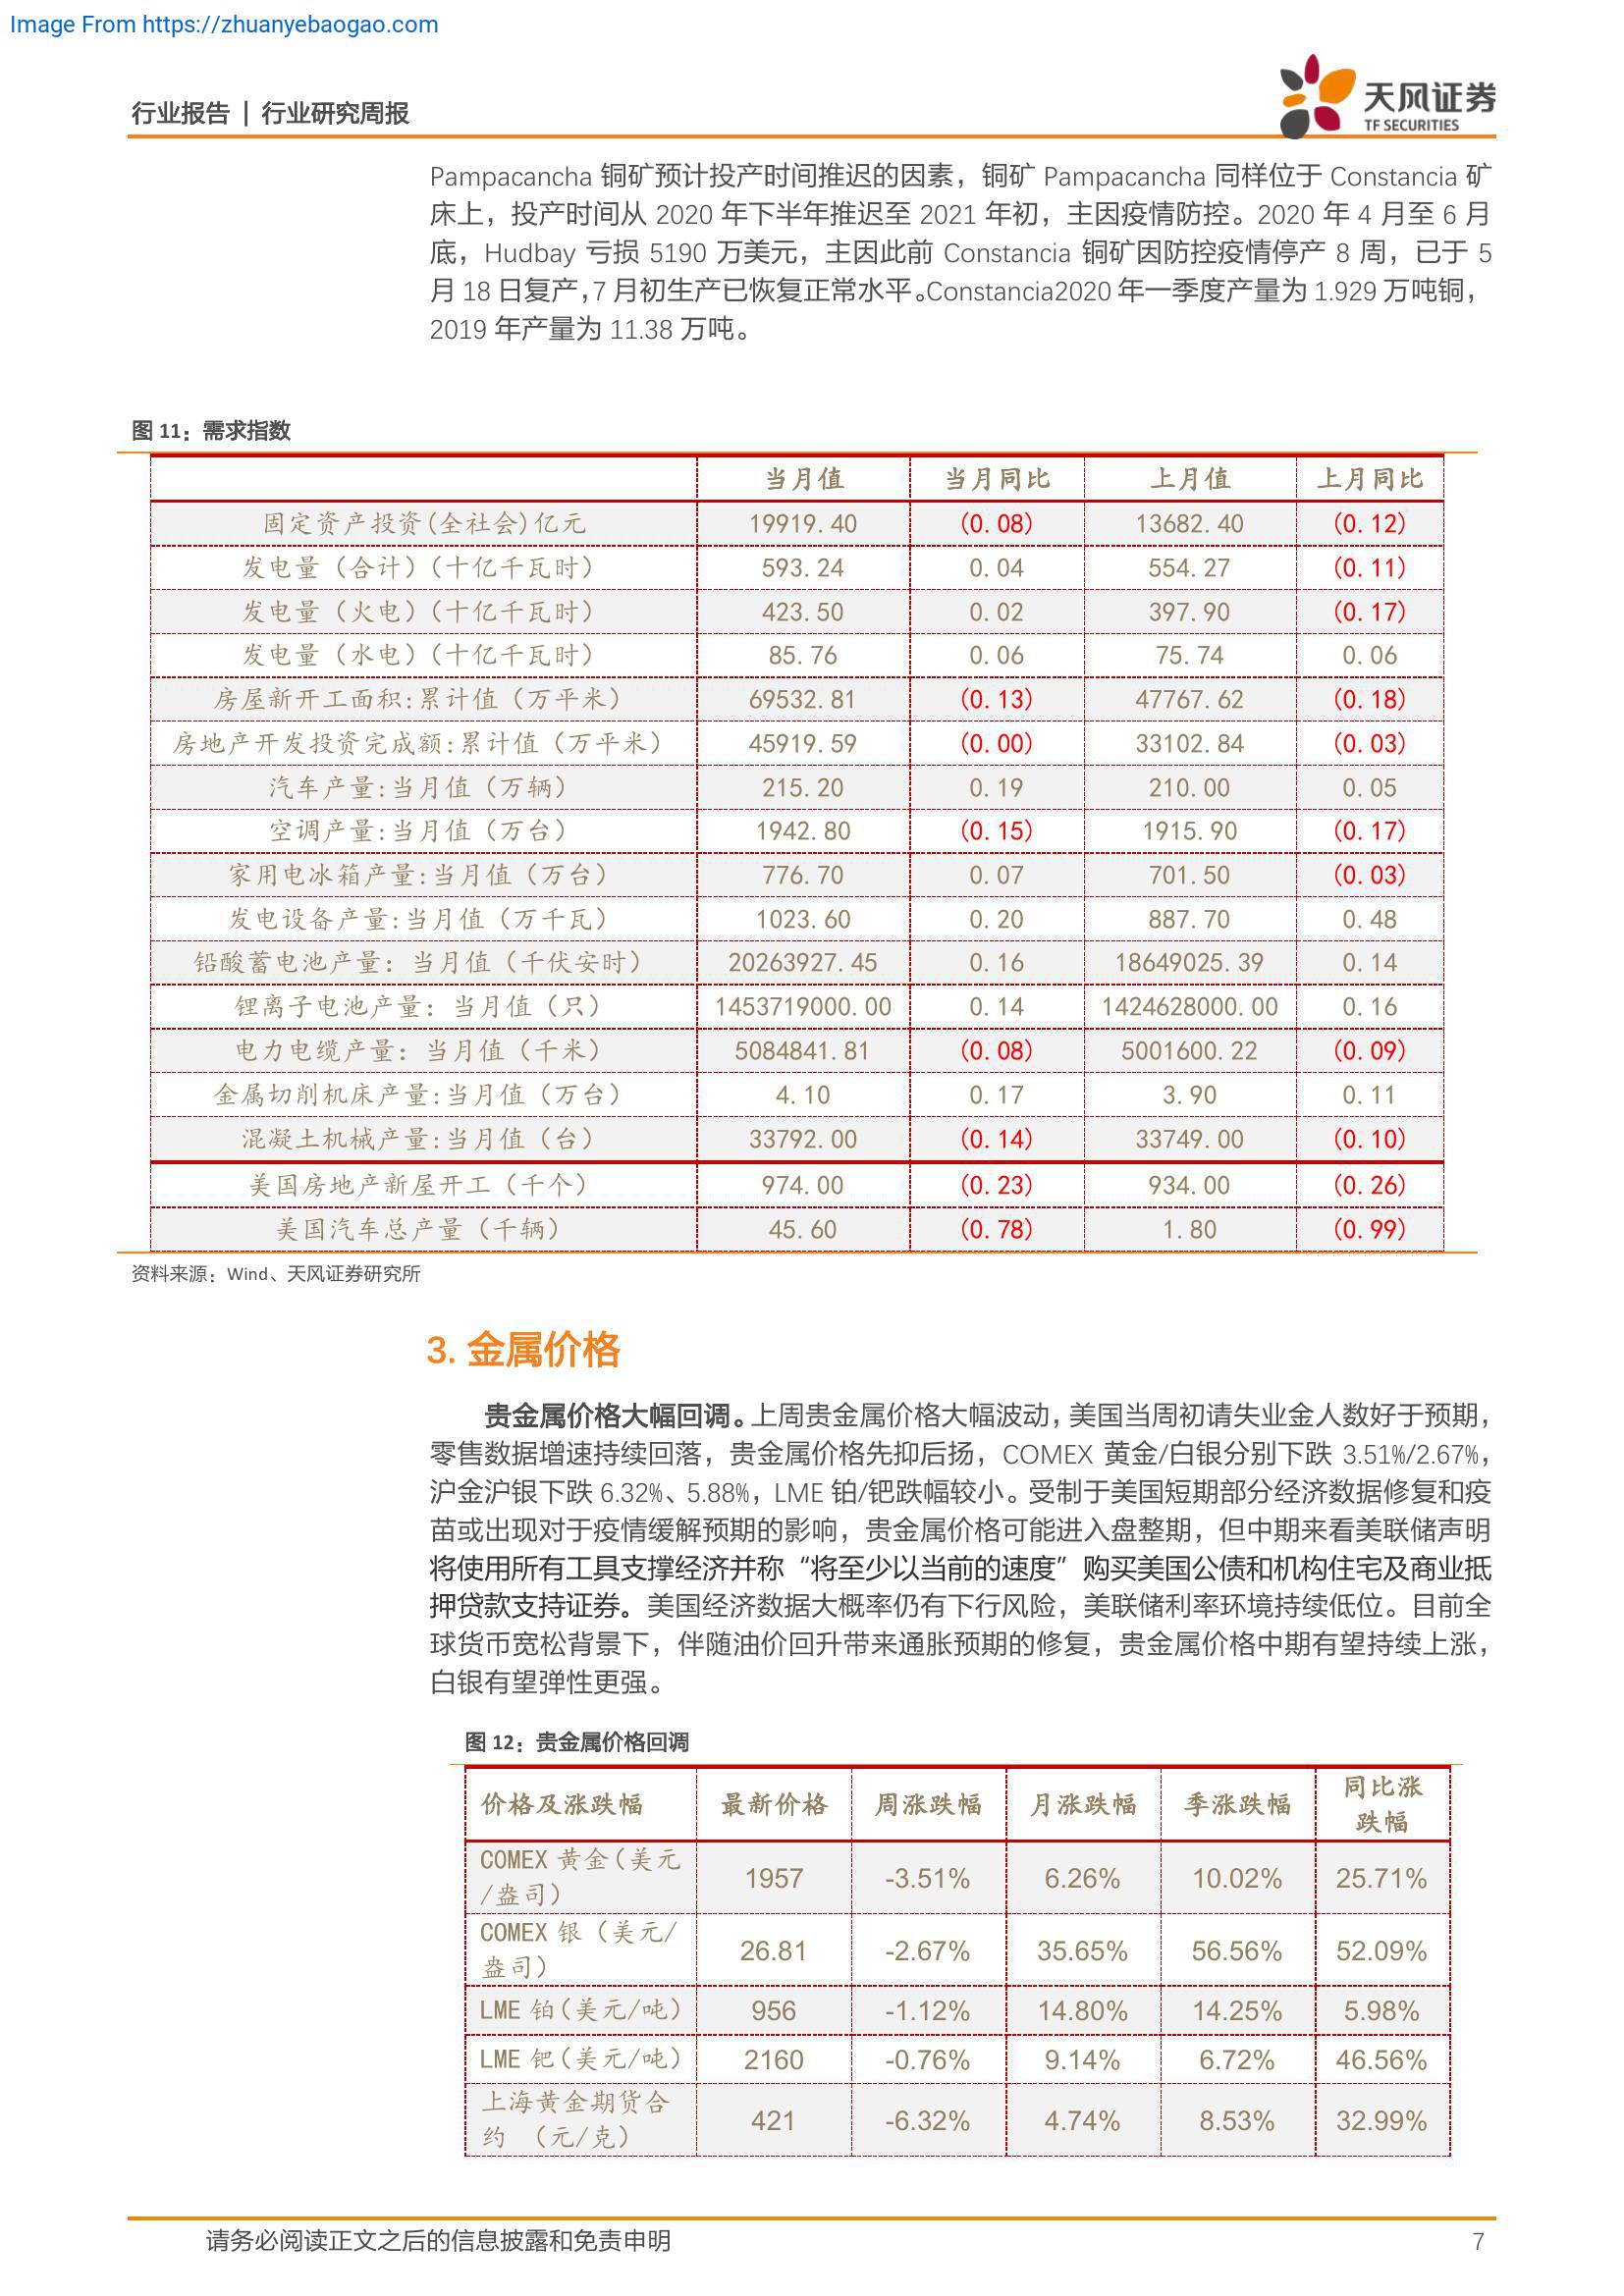 Image From https://zhuanyebaogao.com
行业报告 | 行业研究周报
天风证券
TF SECURITIES
Pampacancha 铜矿预计投产时间推迟的因素，铜矿 Pampacancha 同样位于 Constancia 矿
床上，投产时间从 2020 年下半年推迟至 2021 年初，主因疫情防控。2020 年 4 月至 6 月
底，Hudbay 亏损 5190 万美元，主因此前 Constancia 铜矿因防控疫情停产 8 周，已于 5
月 18 日复产，7 月初生产已恢复正常水平。Constancia2020 年一季度产量为 1.929 万吨铜，
2019 年产量为 11.38 万吨。
图 11：需求指数
当月值 当月同比 上月值 上月同比
固定资产投资(全社会)亿元 19919.40 (0.08) 13682.40 (0.12)
发电量（合计）（十亿千瓦时） 593.24 0.04 554.27 (0.11)
发电量（火电）（十亿千瓦时） 423.50 0.02 397.90 (0.17)
发电量（水电）（十亿千瓦时） 85.76 0.06 75.74 0.06
房屋新开工面积:累计值（万平米） 69532.81 (0.13) 47767.62 (0.18)
房地产开发投资完成额:累计值（万平米） 45919.59 (0.00) 33102.84 (0.03)
汽车产量:当月值（万辆） 215.20 0.19 210.00 0.05
空调产量:当月值（万台） 1942.80 (0.15) 1915.90 (0.17)
家用电冰箱产量:当月值（万台） 776.70 0.07 701.50 (0.03)
发电设备产量:当月值（万千瓦） 1023.60 0.20 887.70 0.48
铅酸蓄电池产量：当月值（千伏安时） 20263927.45 0.16 18649025.39 0.14
锂离子电池产量：当月值（只） 1453719000.00 0.14 1424628000.00 0.16
电力电缆产量：当月值（千米） 5084841.81 (0.08) 5001600.22 (0.09)
金属切削机床产量:当月值（万台） 4.10 0.17 3.90 0.11
混凝土机械产量:当月值（台） 33792.00 (0.14) 33749.00 (0.10)
美国房地产新屋开工（千个） 974.00 (0.23) 934.00 (0.26)
美国汽车总产量（千辆） 45.60 (0.78) 1.80 (0.99)
资料来源：Wind、天风证券研究所
3. 金属价格
贵金属价格大幅回调。上周贵金属价格大幅波动，美国当周初请失业金人数好于预期，
零售数据增速持续回落，贵金属价格先抑后扬，COMEX 黄金/白银分别下跌 3.51%/2.67%，
沪金沪银下跌 6.32%、5.88%，LME 铂/钯跌幅较小。受制于美国短期部分经济数据修复和疫
苗或出现对于疫情缓解预期的影响，贵金属价格可能进入盘整期，但中期来看美联储声明
将使用所有工具支撑经济并称“将至少以当前的速度”购买美国公债和机构住宅及商业抵
押贷款支持证券。美国经济数据大概率仍有下行风险，美联储利率环境持续低位。目前全
球货币宽松背景下，伴随油价回升带来通胀预期的修复，贵金属价格中期有望持续上涨，
白银有望弹性更强。
图 12：贵金属价格回调
价格及涨跌幅 最新价格 周涨跌幅 月涨跌幅 季涨跌幅 同比涨
跌幅
COMEX 黄金（美元
/盎司） 1957 -3.51% 6.26% 10.02% 25.71%
COMEX 银（美元/
盎司） 26.81 -2.67% 35.65% 56.56% 52.09%
LME 铂（美元/吨） 956 -1.12% 14.80% 14.25% 5.98%
LME 钯（美元/吨） 2160 -0.76% 9.14% 6.72% 46.56%
上海黄金期货合
约 （元/克） 421 -6.32% 4.74% 8.53% 32.99%
请务必阅读正文之后的信息披露和免责申明 7